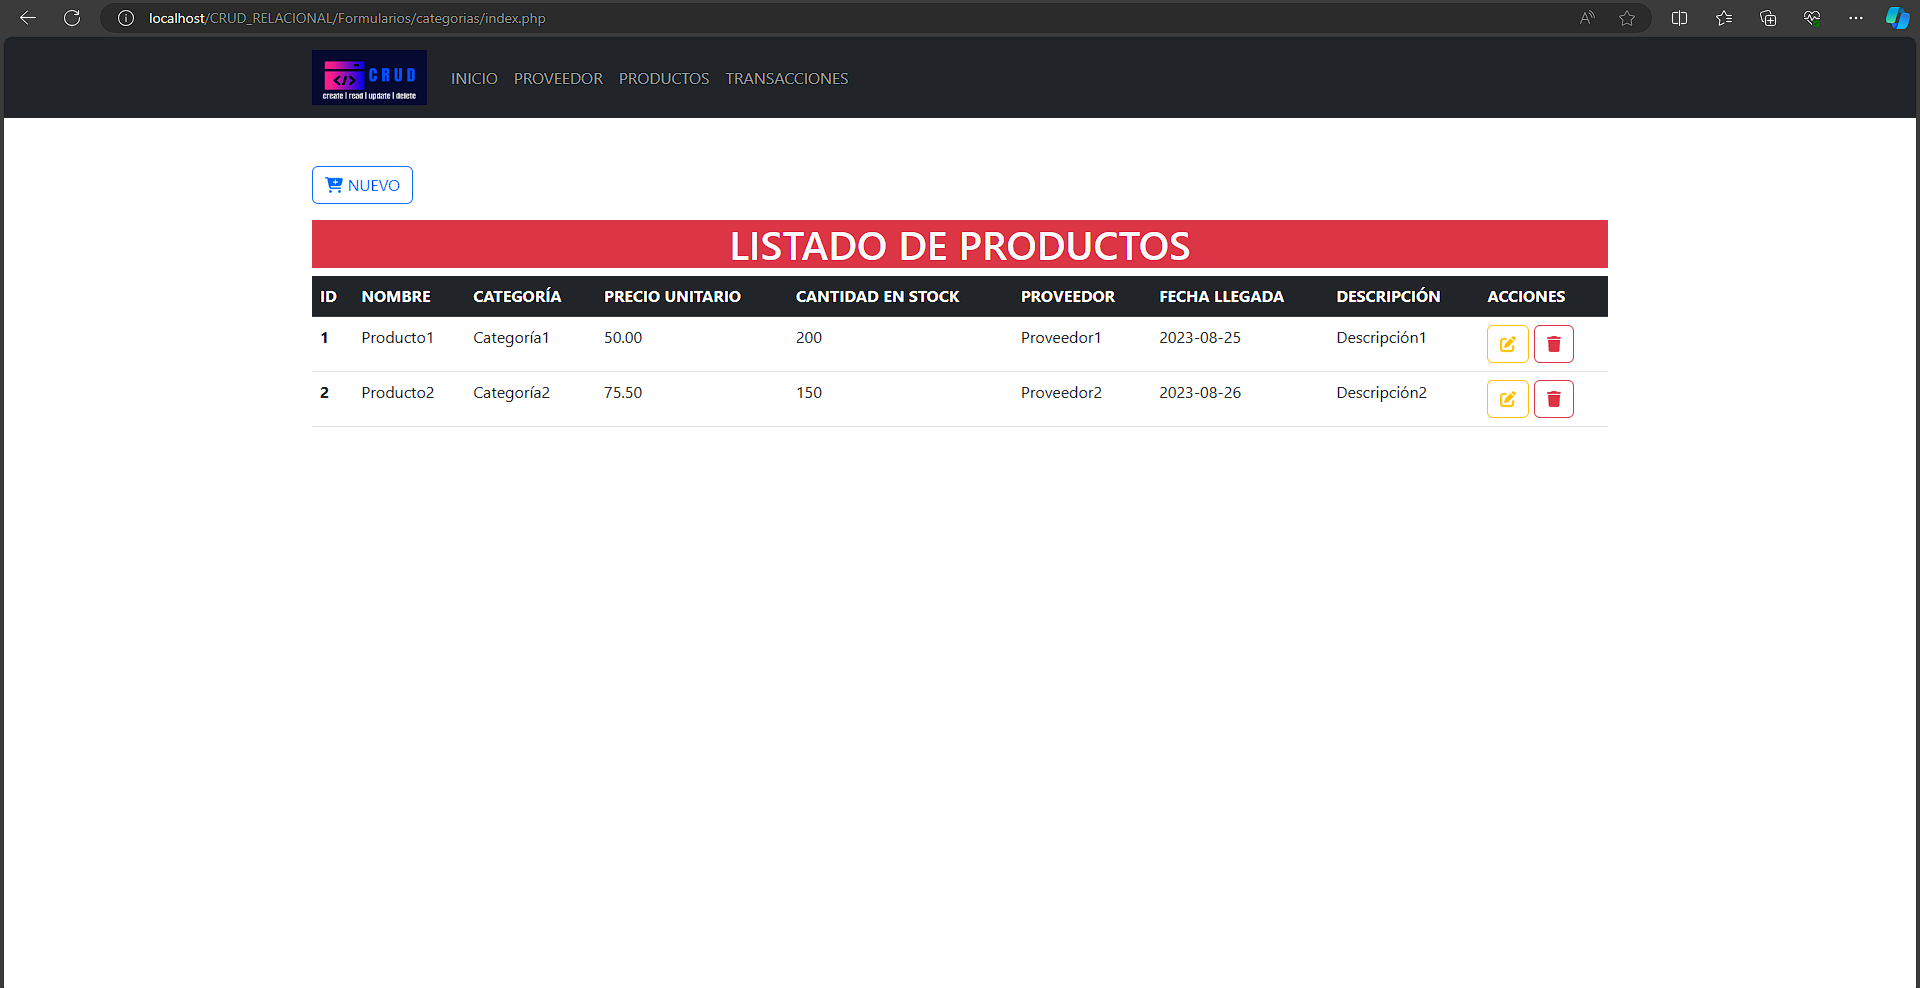 localhost/CRUD_RELACIONAL/Formularios/categorias/index.php
CRUD
create | read | update | delete
INICIO PROVEEDOR PRODUCTOS TRANSACCIONES
NUEVO
LISTADO DE PRODUCTOS
ID NOMBRE CATEGORÍA PRECIO UNITARIO CANTIDAD EN STOCK PROVEEDOR FECHA LLEGADA DESCRIPCIÓN ACCIONES
1 Producto1 Categoría1 50.00 200 Proveedor1 2023-08-25 Descripción1
2 Producto2 Categoría2 75.50 150 Proveedor2 2023-08-26 Descripción2